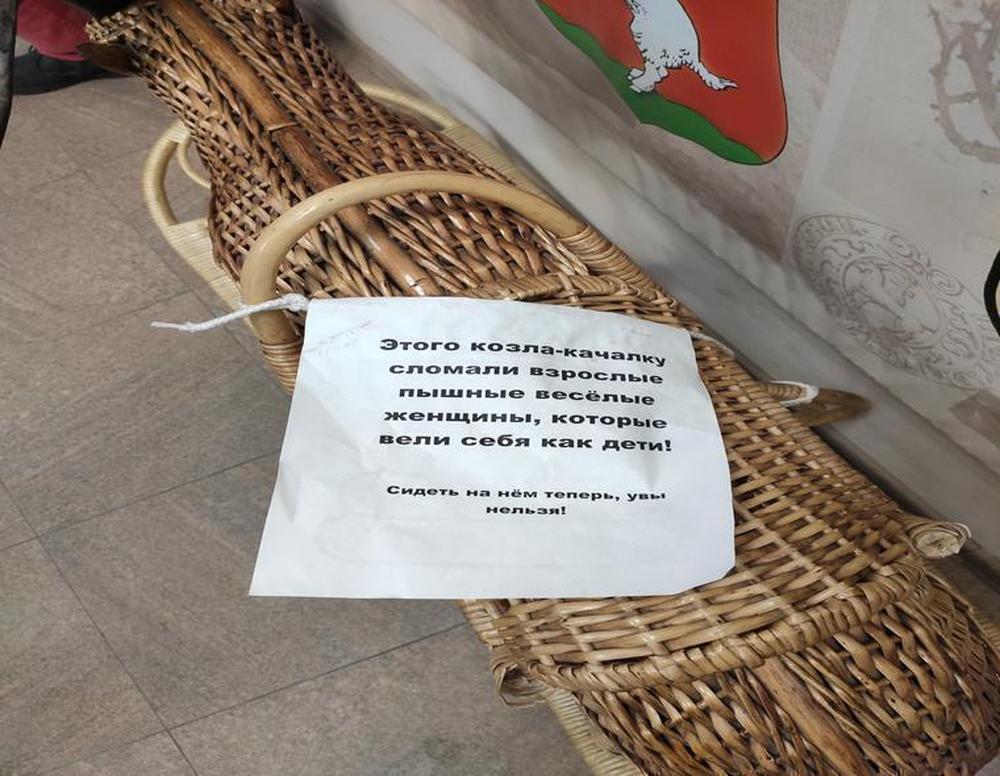 Этого козла-качалку
сломали взрослые
пышные весёлые
женщины, которые
вели себя как дети!
Сидеть на нём теперь, увы
нельзя!